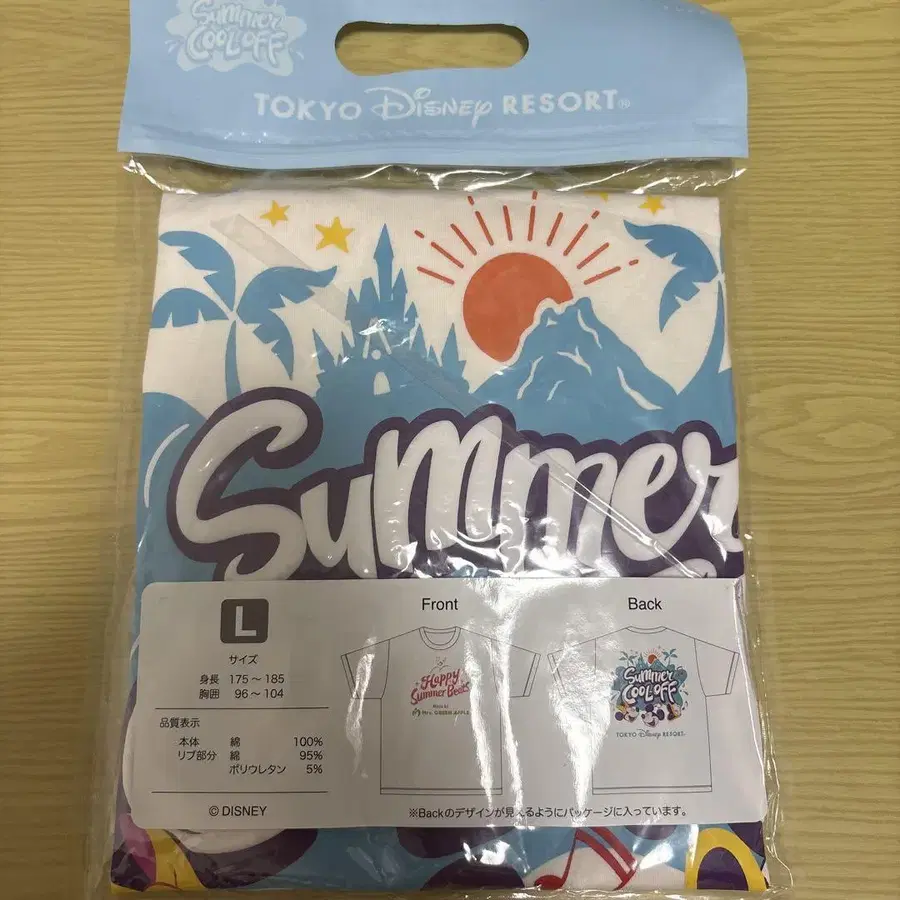 Summer
COOL OFF
TOKYO Disney RESORT®
Summer
L
サイズ
身長 175～185
胸囲 96～104
品質表示
本体 綿 100%
リブ部分 綿 95%
ポリウレタン 5%
© DISNEY
Front
Happy
Summer Beats
Music by
Mrs. GREEN APPLE
Back
Summer
COOL OFF
TOKYO Disney RESORT
※Backのデザインが見えるようにパッケージに入っています。